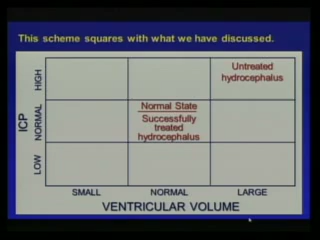 This scheme squares with what we have discussed.
Untreated
hydrocephalus
HIGH
Normal State
Successfully
treated
hydrocephalus
ICP
NORMAL
LOW
SMALL NORMAL LARGE
VENTRICULAR VOLUME